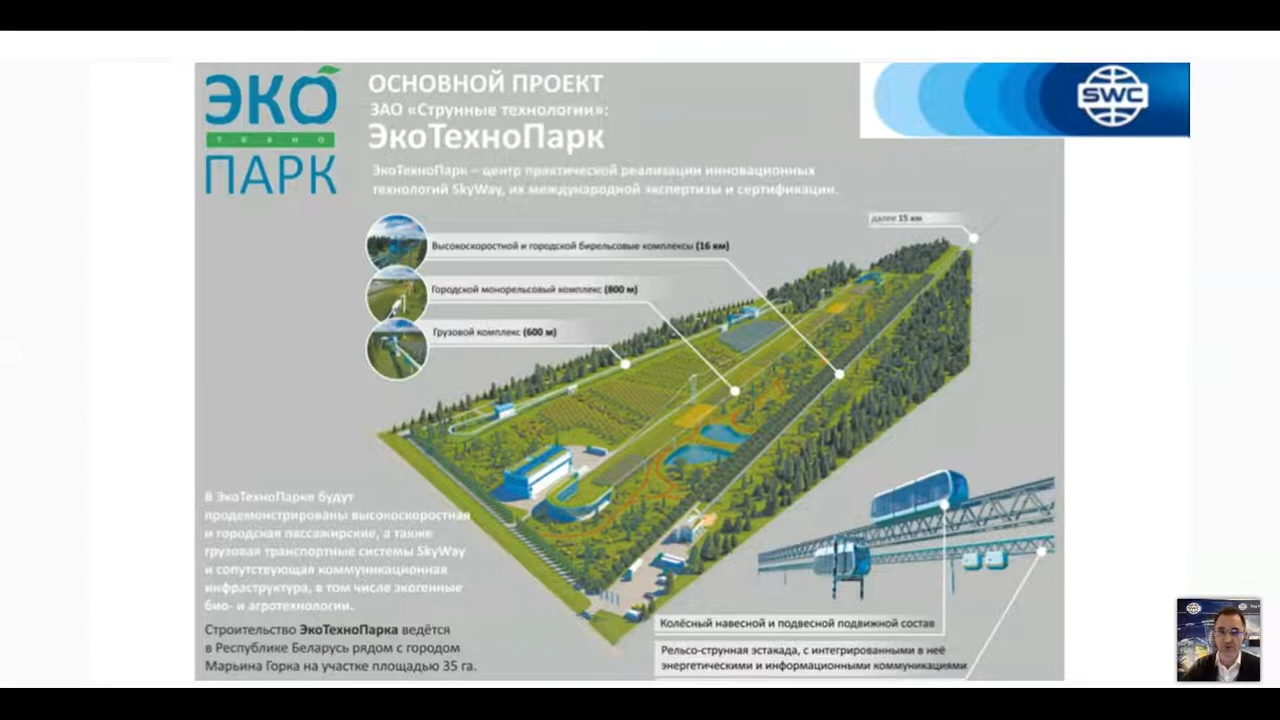 ЭКО
ТЕХНО
ПАРК
ОСНОВНОЙ ПРОЕКТ
ЗАО «Струнные технологии»:
ЭкоТехноПарк
ЭкоТехноПарк – центр практической реализации инновационных
технологий SkyWay, их международной экспертизы и сертификации.
SWC
далее 15 км
Высокоскоростной и городской бирельсовые комплексы (16 км)
Городской монорельсовый комплекс (800 м)
Грузовой комплекс (600 м)
В ЭкоТехноПарке будут
продемонстрированы высокоскоростная
и городская пассажирские, а также
грузовая транспортные системы SkyWay
и сопутствующая коммуникационная
инфраструктура, в том числе экогенные
био- и агротехнологии.
Строительство ЭкоТехноПарка ведётся
в Республике Беларусь рядом с городом
Марьина Горка на участке площадью 35 га.
Колёсный навесной и подвесной подвижной состав
Рельсо-струнная эстакада, с интегрированными в неё
энергетическими и информационными коммуникациями
SWC